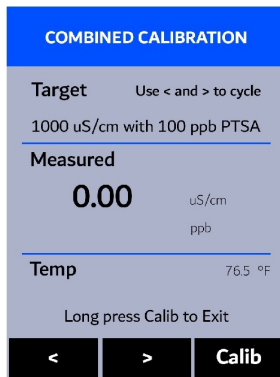 COMBINED CALIBRATION
Target Use < and > to cycle
1000 uS/cm with 100 ppb PTSA
Measured
0.00 uS/cm
ppb
Temp 76.5 ºF
Long press Calib to Exit
< > Calib